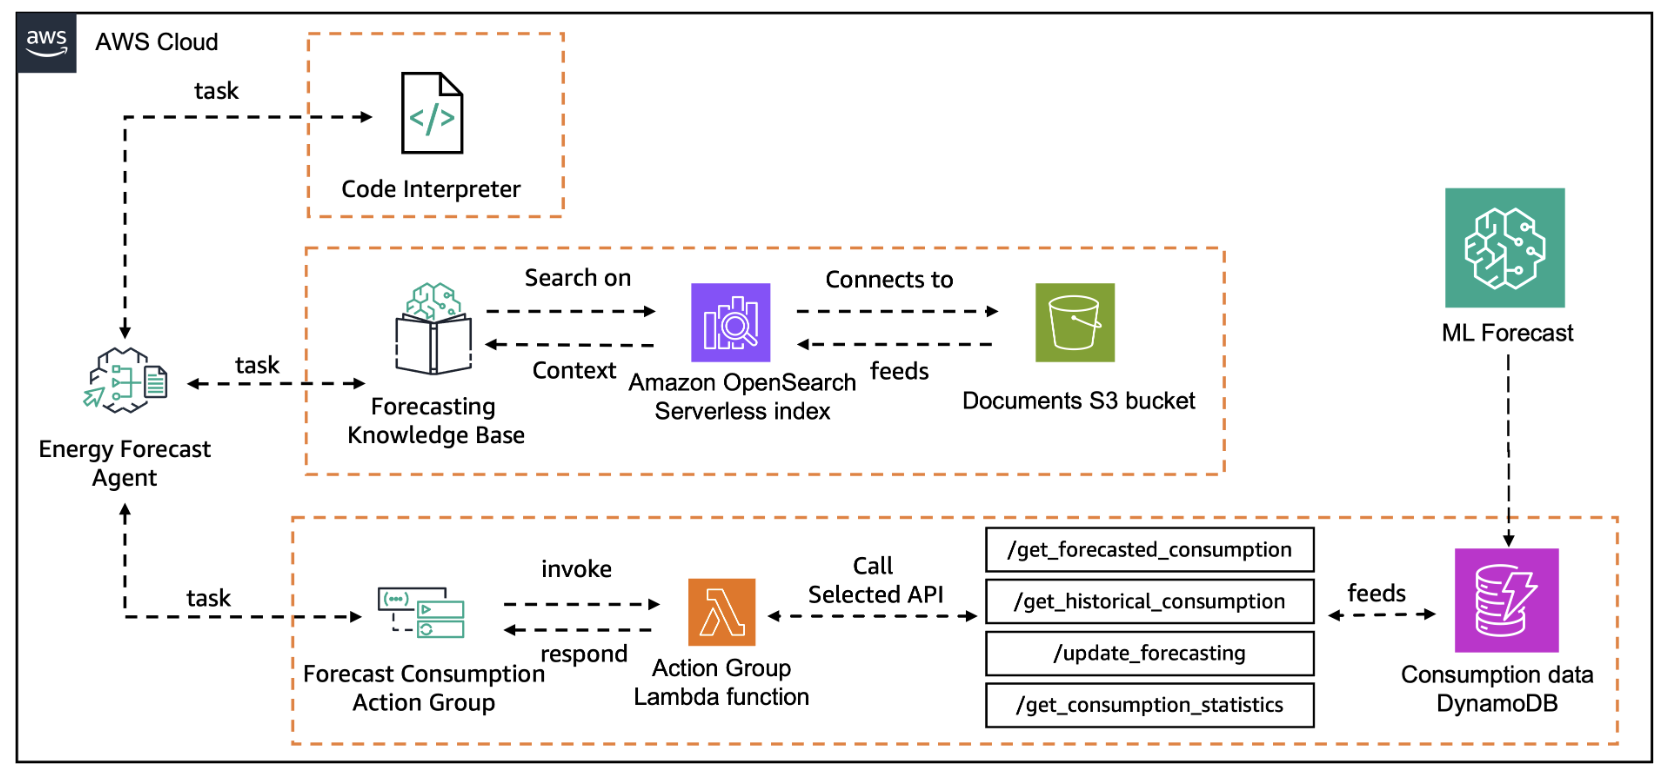 aws
AWS Cloud
task
</>
Code Interpreter
Search on
Connects to
Context
feeds
task
Forecasting
Knowledge Base
Amazon OpenSearch
Serverless index
Documents S3 bucket
ML Forecast
Energy Forecast
Agent
task
(•••)
Forecast Consumption
Action Group
invoke
respond
Action Group
Lambda function
Call
Selected API
/get_forecasted_consumption
/get_historical_consumption
/update_forecasting
/get_consumption_statistics
feeds
Consumption data
DynamoDB